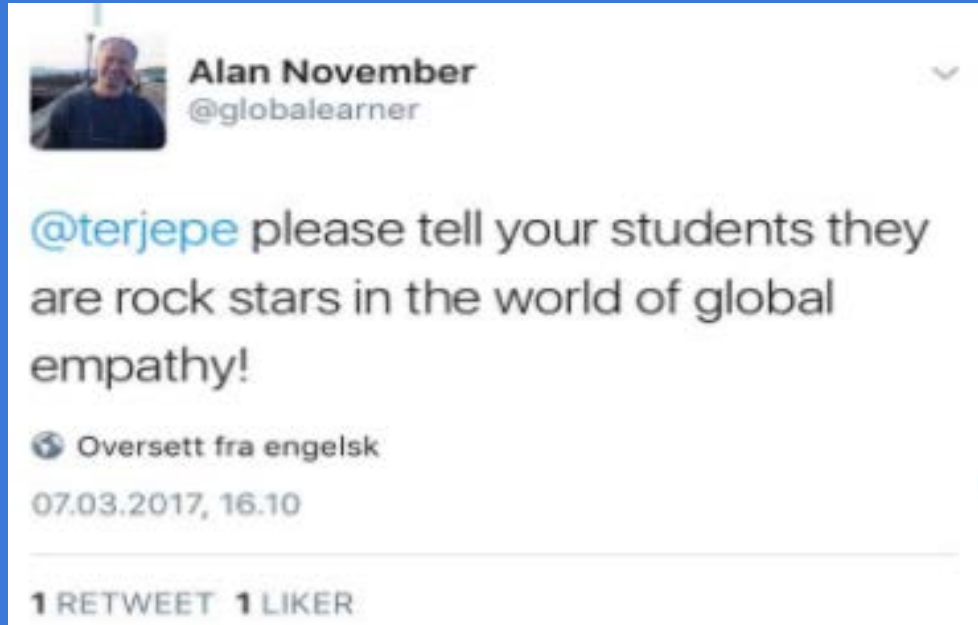 Alan November
@globalearner
@terjepe please tell your students they
are rock stars in the world of global
empathy!
Oversett fra engelsk
07.03.2017, 16.10
1 RETWEET 1 LIKER